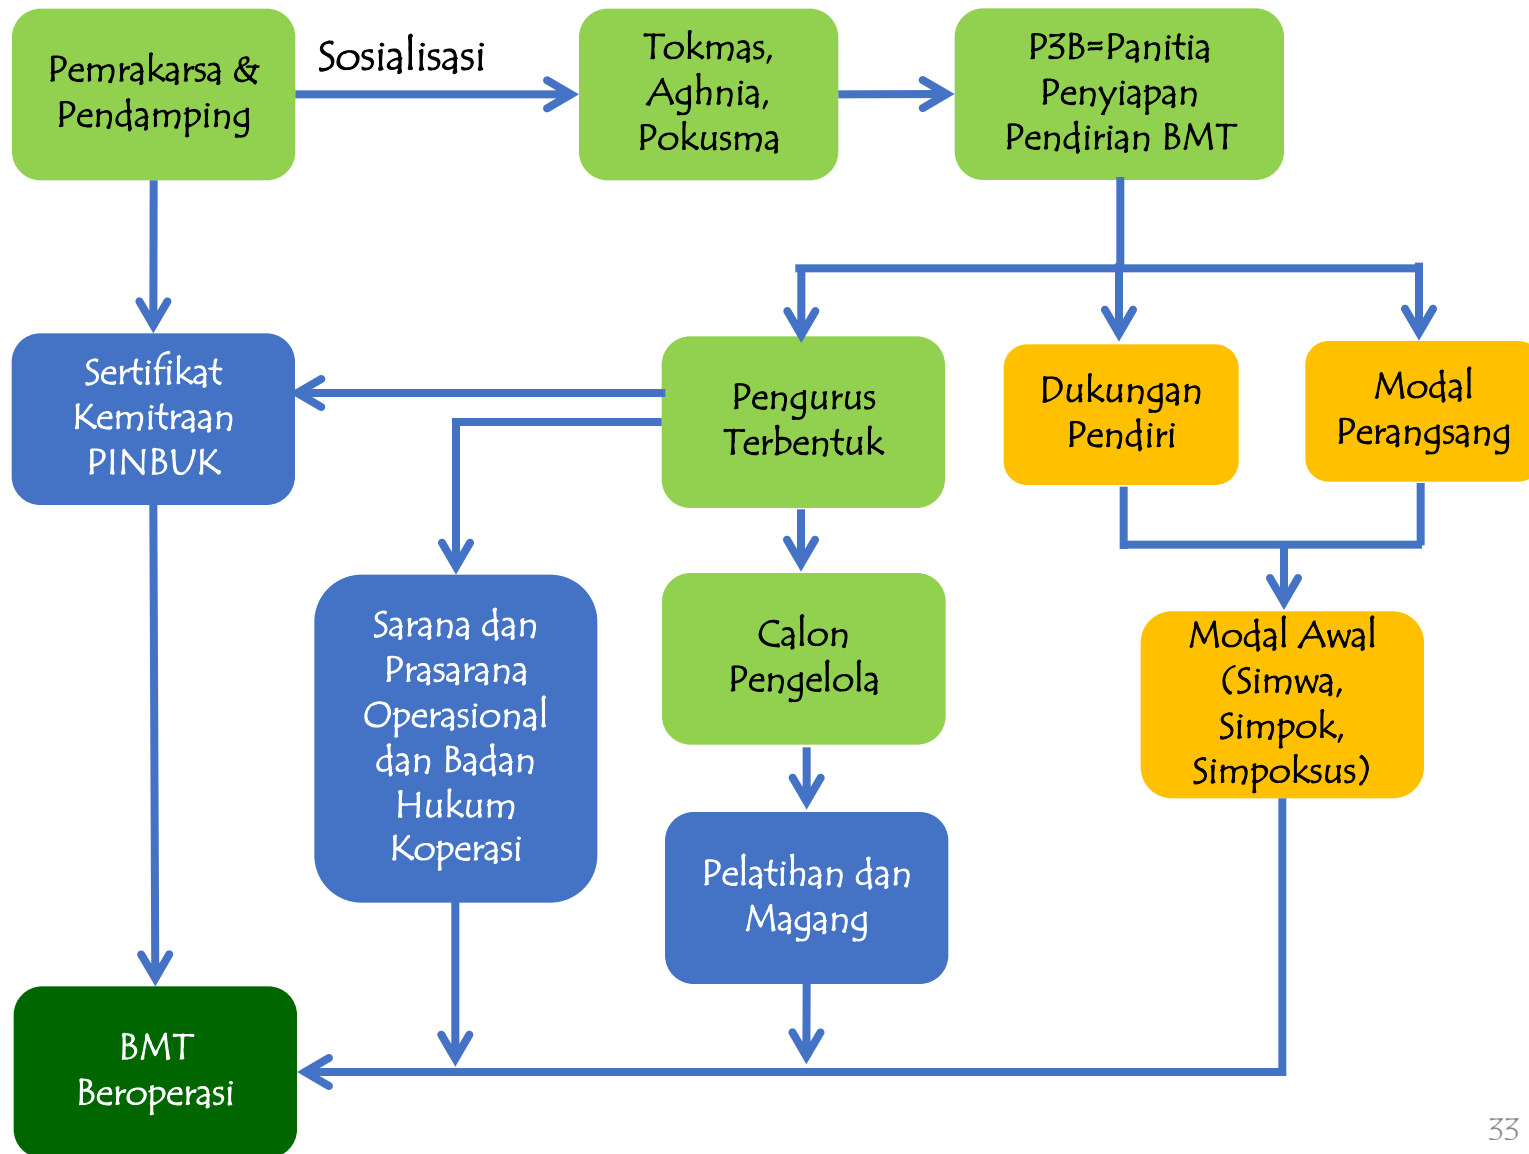 Pemrakarsa &
Pendamping
Sosialisasi
Tokmas,
Aghnia,
Pokusma
P3B=Panitia
Penyiapan
Pendirian BMT
Sertifikat
Kemitraan
PINBUK
Pengurus
Terbentuk
Dukungan
Pendiri
Modal
Perangsang
Sarana dan
Prasarana
Operasional
dan Badan
Hukum
Koperasi
Calon
Pengelola
Modal Awal
(Simwa,
Simpok,
Simpoksus)
Pelatihan dan
Magang
BMT
Beroperasi
33